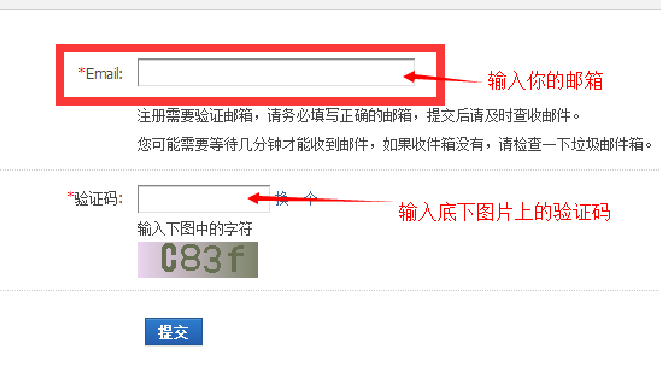 *Email:
输入你的邮箱
注册需要验证邮箱，请务必填写正确的邮箱，提交后请及时查收邮件。
您可能需要等待几分钟才能收到邮件，如果收件箱没有，请检查一下垃圾邮件箱。
*验证码: 换一个
输入底下图片上的验证码
输入下图中的字符
C83f
提交